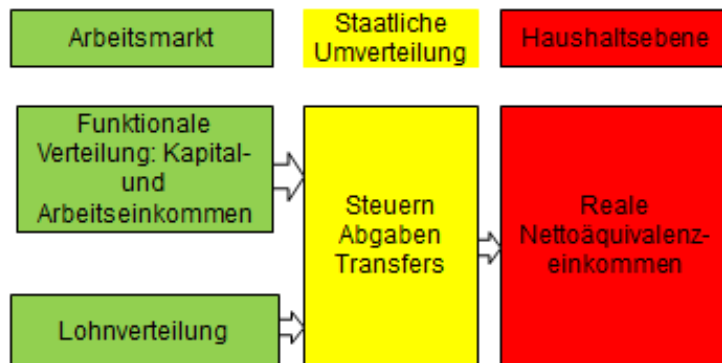 Arbeitsmarkt
Staatliche
Umverteilung
Haushaltsebene
Funktionale
Verteilung: Kapital-
und
Arbeitseinkommen
Lohnverteilung
Steuern
Abgaben
Transfers
Reale
Nettoäquivalenz-
einkommen